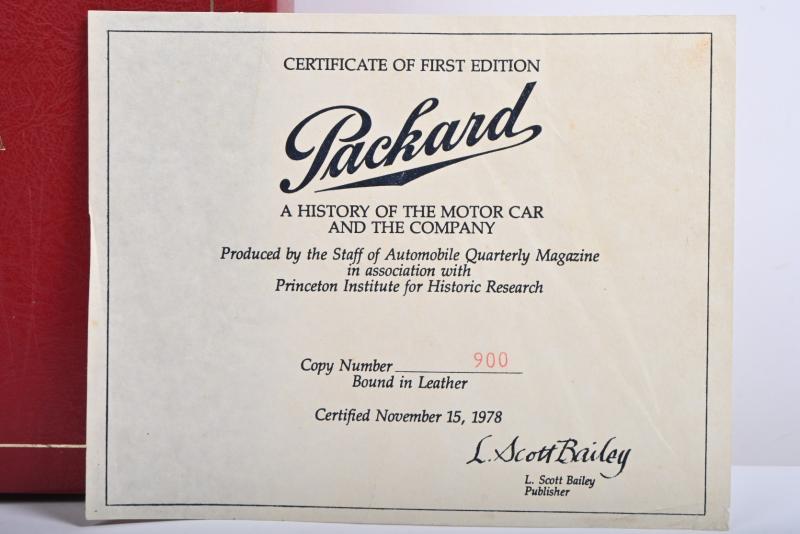 CERTIFICATE OF FIRST EDITION
Packard
A HISTORY OF THE MOTOR CAR
AND THE COMPANY
Produced by the Staff of Automobile Quarterly Magazine
in association with
Princeton Institute for Historic Research
Copy Number 900
Bound in Leather
Certified November 15, 1978
L. Scott Bailey
L. Scott Bailey
Publisher